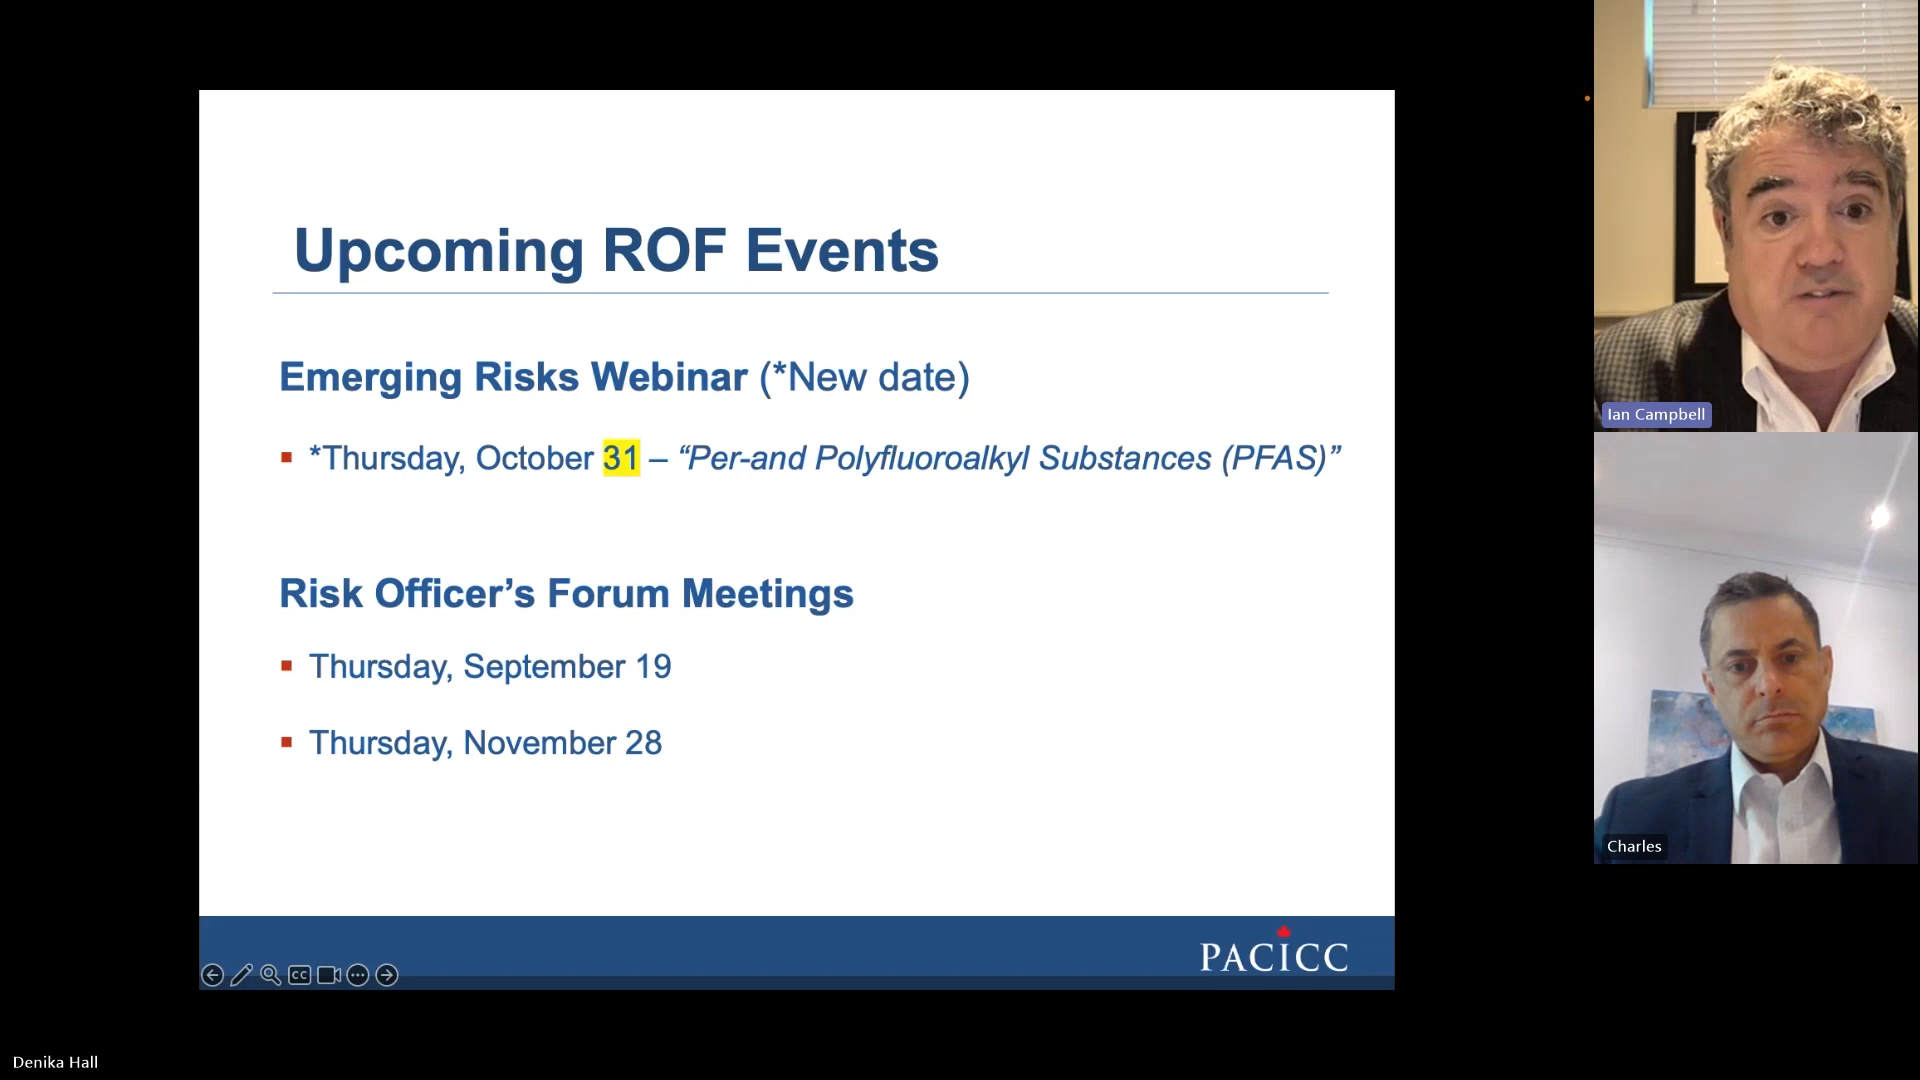 Upcoming ROF Events
Emerging Risks Webinar (*New date)
*Thursday, October 31 – “Per-and Polyfluoroalkyl Substances (PFAS)”
Risk Officer’s Forum Meetings
Thursday, September 19
Thursday, November 28
PACICC
CC
Ian Campbell
Charles
Denika Hall